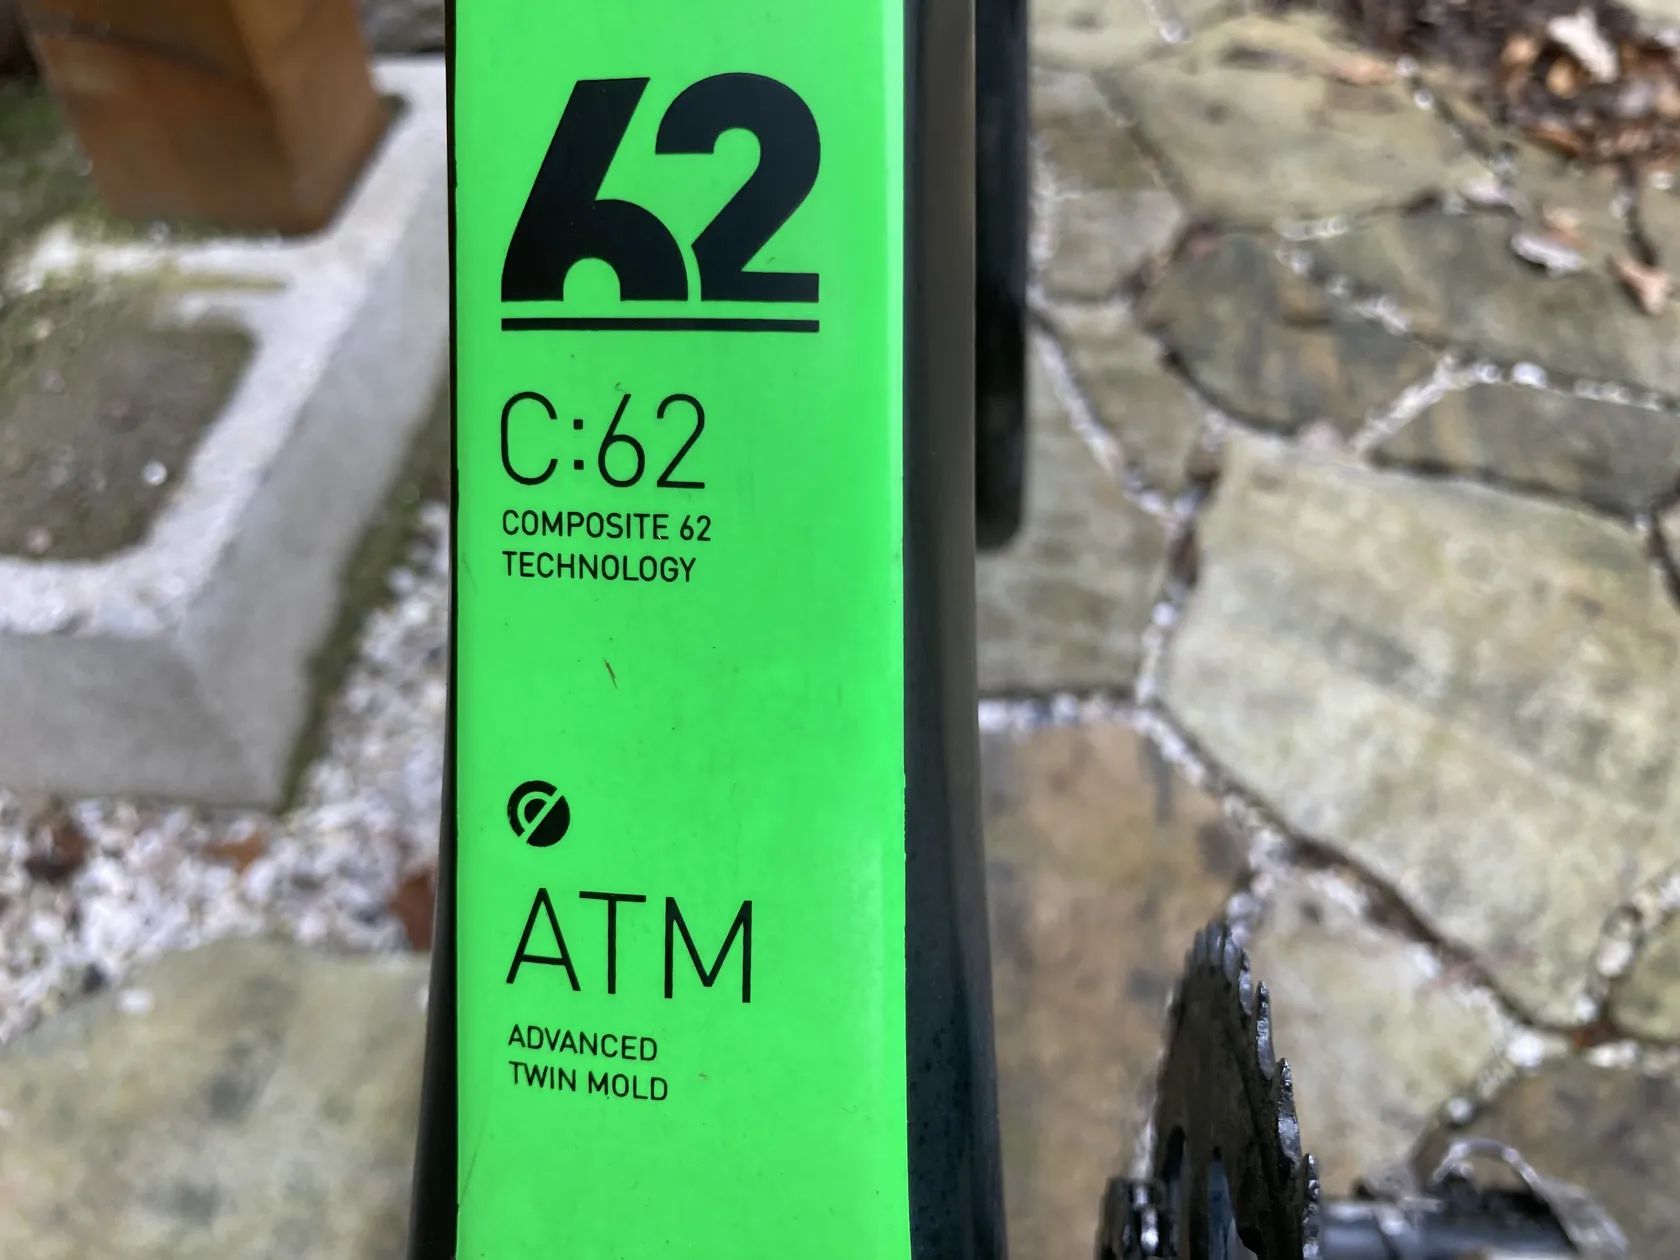 62
C:62
COMPOSITE 62
TECHNOLOGY
ATM
ADVANCED
TWIN MOLD